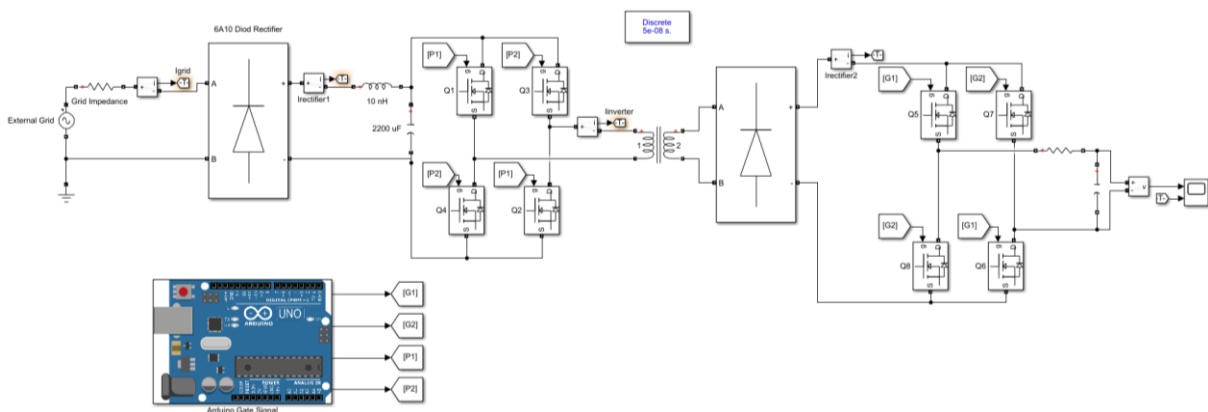 6A10 Diod Rectifier
Discrete
5e-08 s.
Igrid
Grid Impedance
External Grid
A
B
+
-
Irectifier1
10 nH
2200 uF
[P1]
[P2]
Q1
Q3
[P2]
[P1]
Q4
Q2
Iinverter
1
2
A
B
+
-
Irectifier2
[G1]
[G2]
Q5
Q7
[G2]
[G1]
Q8
Q6
[G1]
[G2]
[P1]
[P2]
ARDUINO
UNO
POWER
ANALOG IN
Arduino Gate Signal